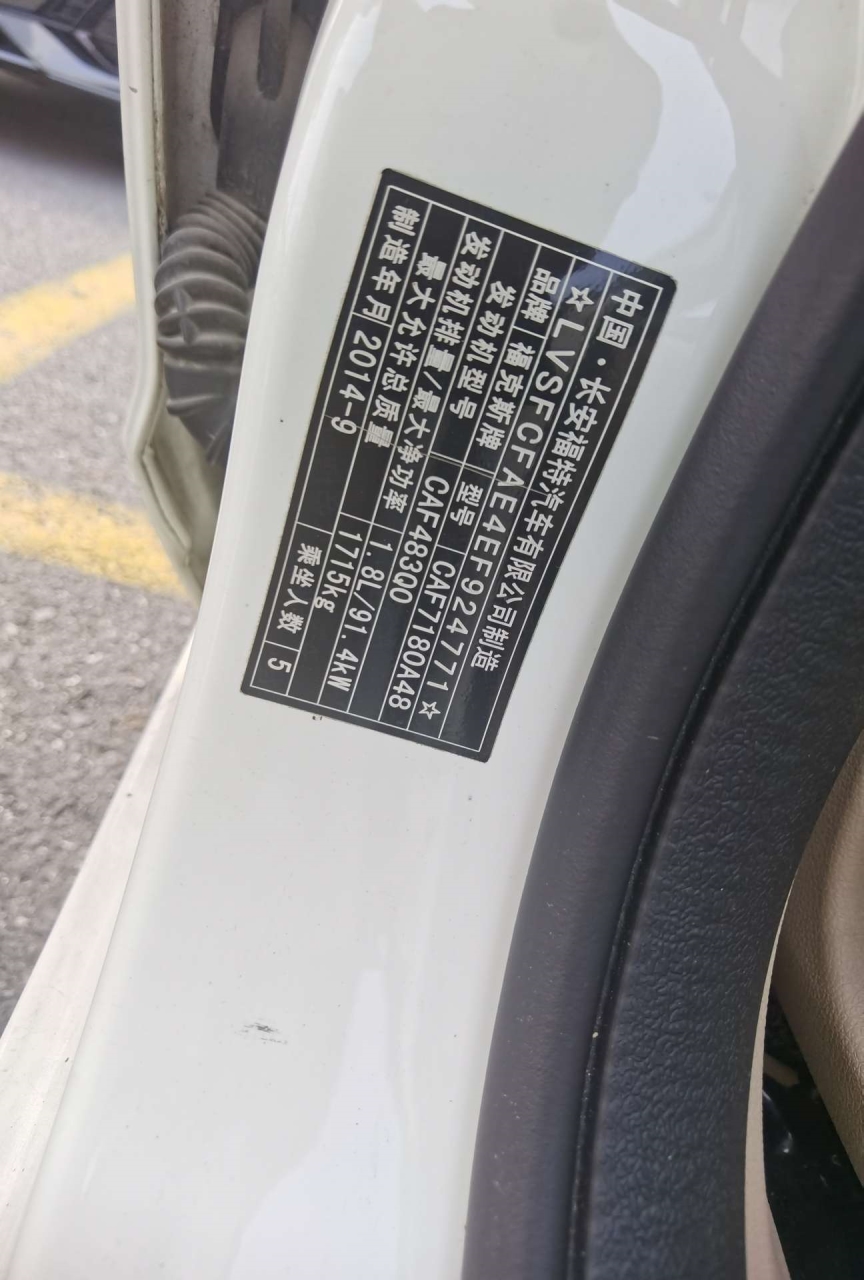 中国·长安福特汽车有限公司制造
☆LVSFCFAE4EF924771☆
品牌 福克斯牌 型号 CAF7180A48
发动机型号 CAF483Q0
发动机排量/最大净功率 1.8L/91.4kW
最大允许总质量 1715kg
制造年月 2014-9 乘坐人数 5